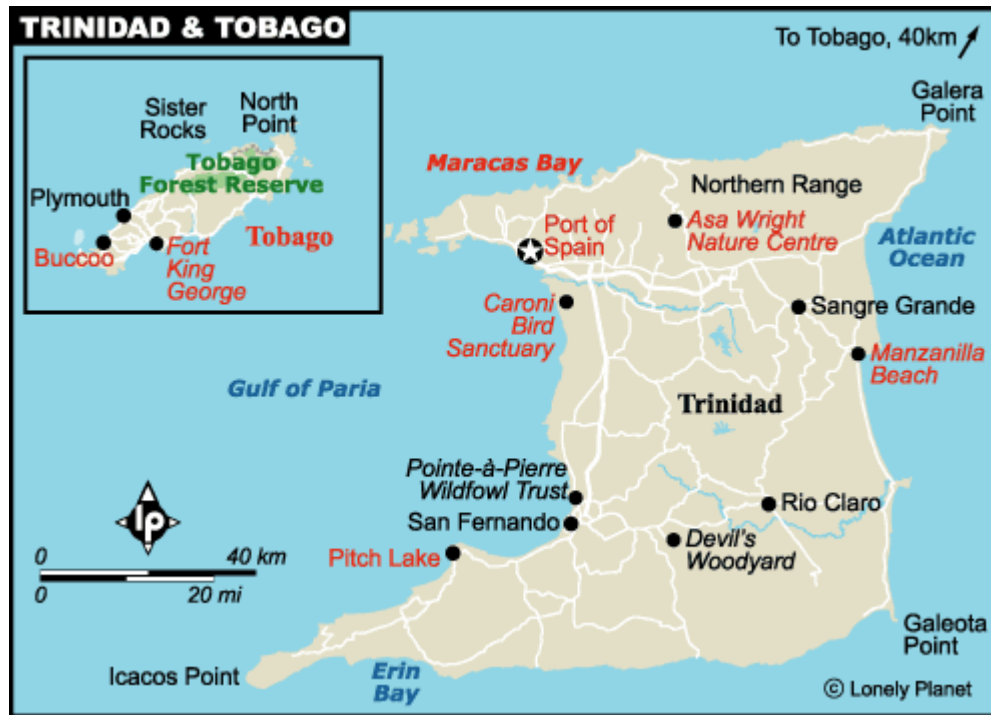 TRINIDAD & TOBAGO
To Tobago, 40km
Sister
Rocks
North
Point
Galera
Point
Tobago
Forest Reserve
Maracas Bay
Northern Range
Plymouth
Tobago
Port of
Spain
Asa Wright
Nature Centre
Atlantic
Ocean
Buccoo
Fort
King
George
Caroni
Bird
Sanctuary
Sangre Grande
Manzanilla
Beach
Gulf of Paria
Trinidad
Pointe-à-Pierre
Wildfowl Trust
lp
San Fernando
Rio Claro
Devil's
Woodyard
Pitch Lake
0 40 km
0 20 mi
Galeota
Point
Icacos Point
Erin
Bay
© Lonely Planet